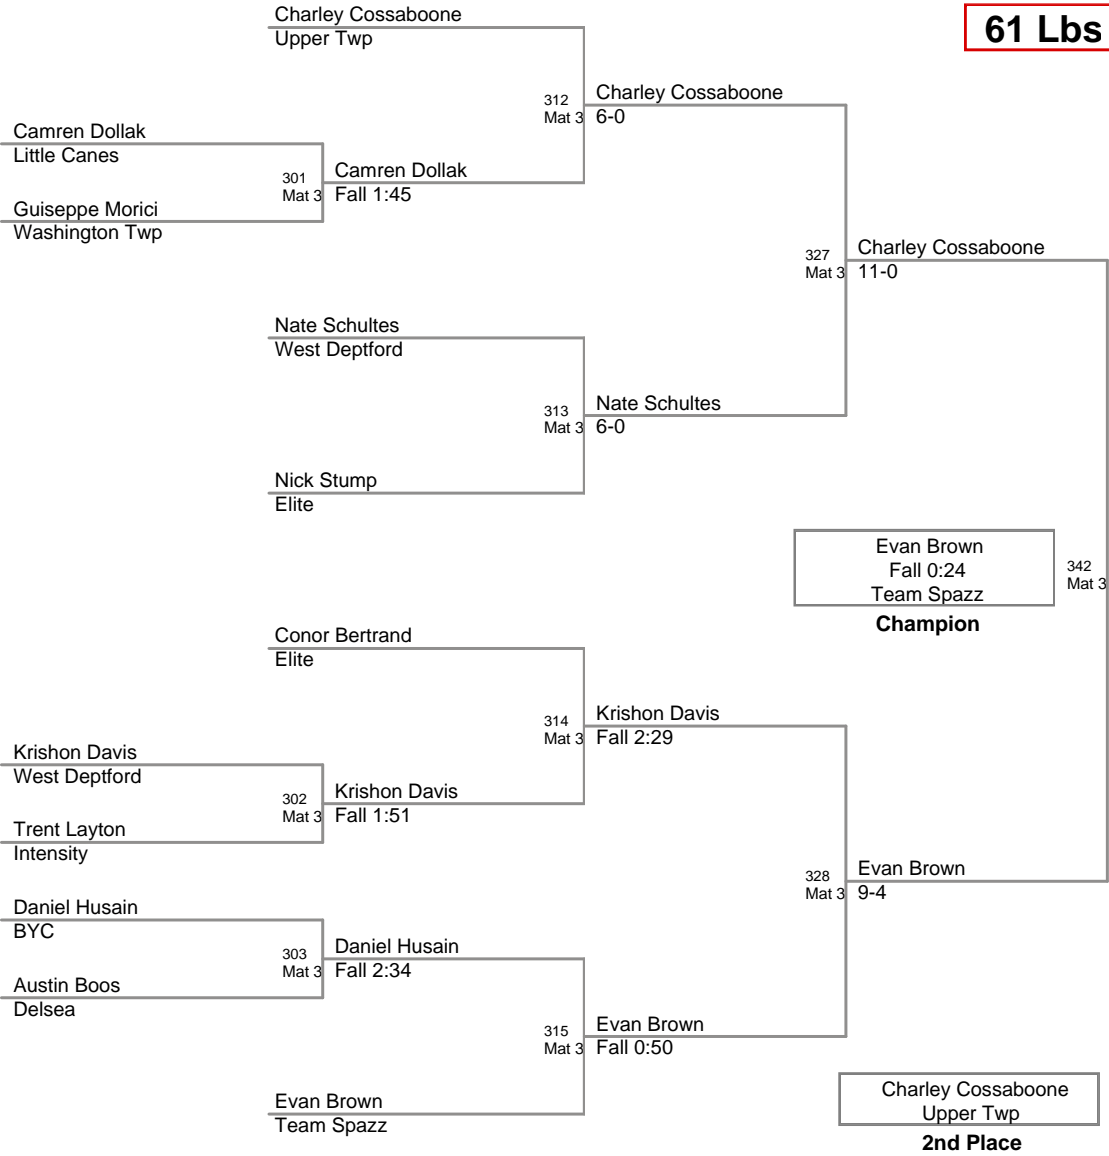 61 Lbs
Charley Cossaboone
Upper Twp
312
Mat 3
Charley Cossaboone
6-0
Camren Dollak
Little Canes
301
Mat 3
Camren Dollak
Fall 1:45
Guiseppe Morici
Washington Twp
327
Mat 3
Charley Cossaboone
11-0
Nate Schultes
West Deptford
313
Mat 3
Nate Schultes
6-0
Nick Stump
Elite
Evan Brown
Fall 0:24
Team Spazz
Champion
342
Mat 3
Conor Bertrand
Elite
314
Mat 3
Krishon Davis
Fall 2:29
Krishon Davis
West Deptford
302
Mat 3
Krishon Davis
Fall 1:51
Trent Layton
Intensity
328
Mat 3
Evan Brown
9-4
Daniel Husain
BYC
303
Mat 3
Daniel Husain
Fall 2:34
Austin Boos
Delsea
315
Mat 3
Evan Brown
Fall 0:50
Evan Brown
Team Spazz
Charley Cossaboone
Upper Twp
2nd Place